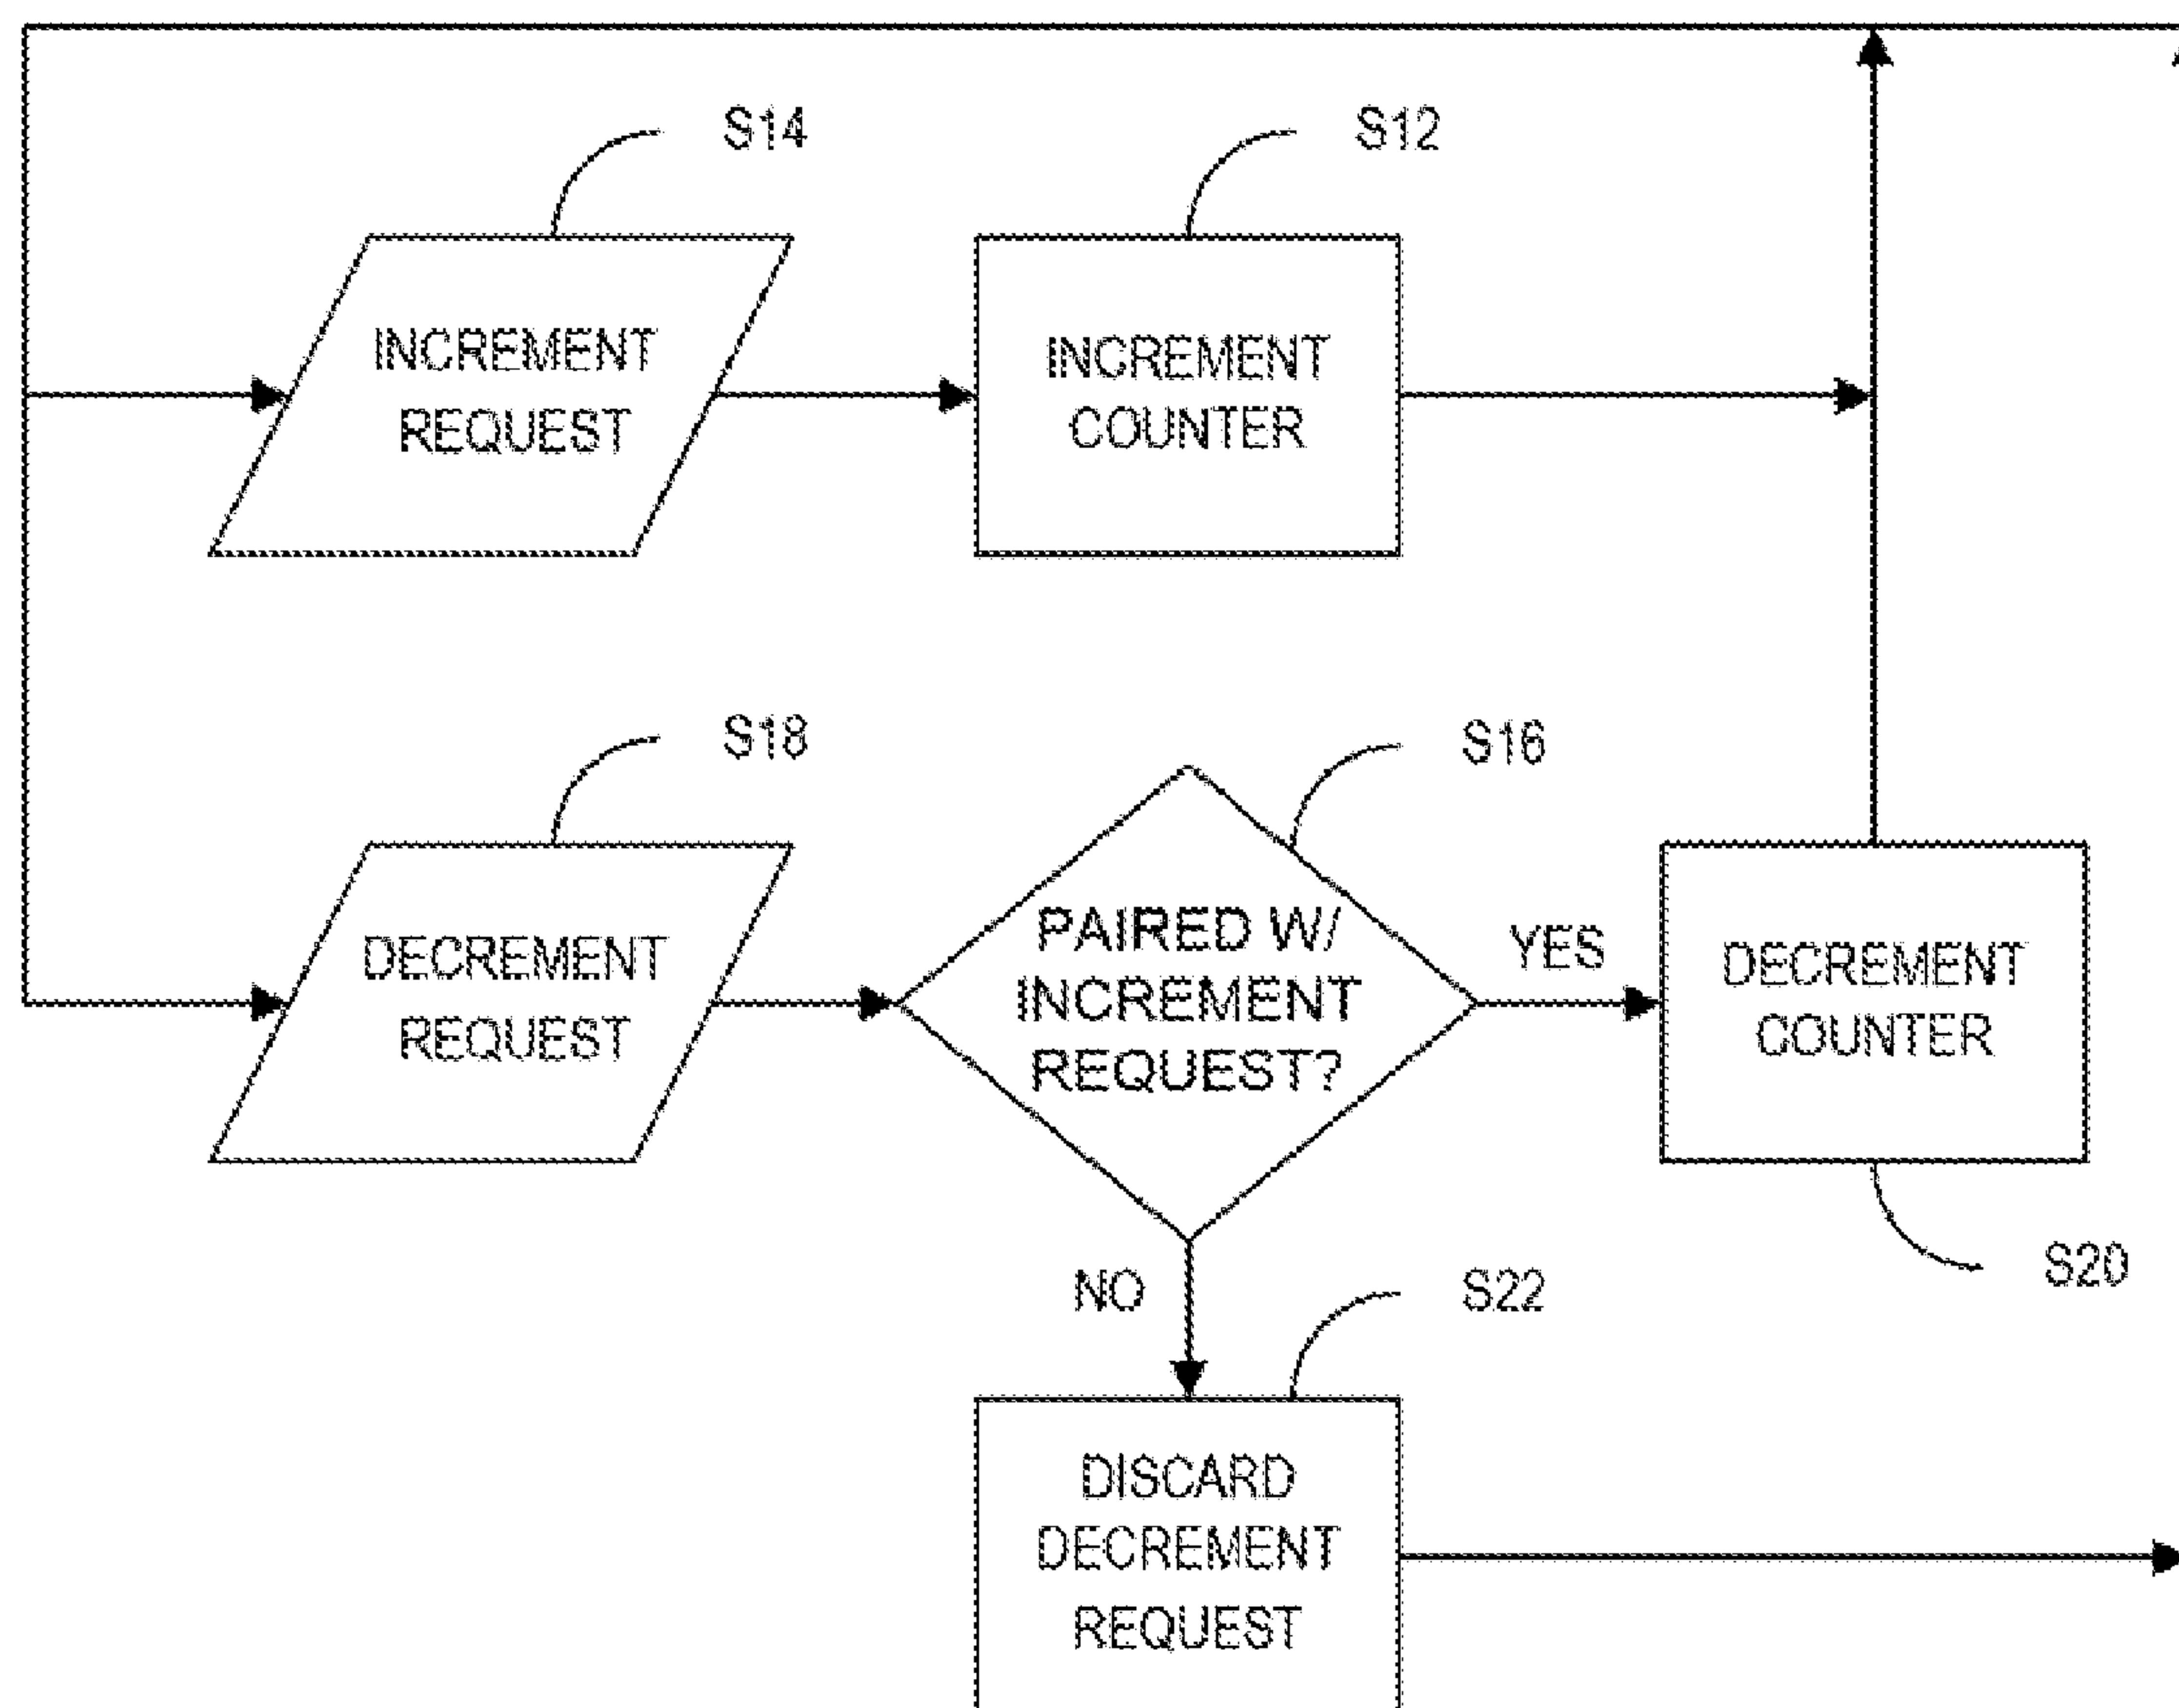 S14
S12
INCREMENT
REQUEST
INCREMENT
COUNTER
S18
S16
DECREMENT
REQUEST
PAIRED W/
INCREMENT
REQUEST?
YES
DECREMENT
COUNTER
S20
NO
S22
DISCARD
DECREMENT
REQUEST